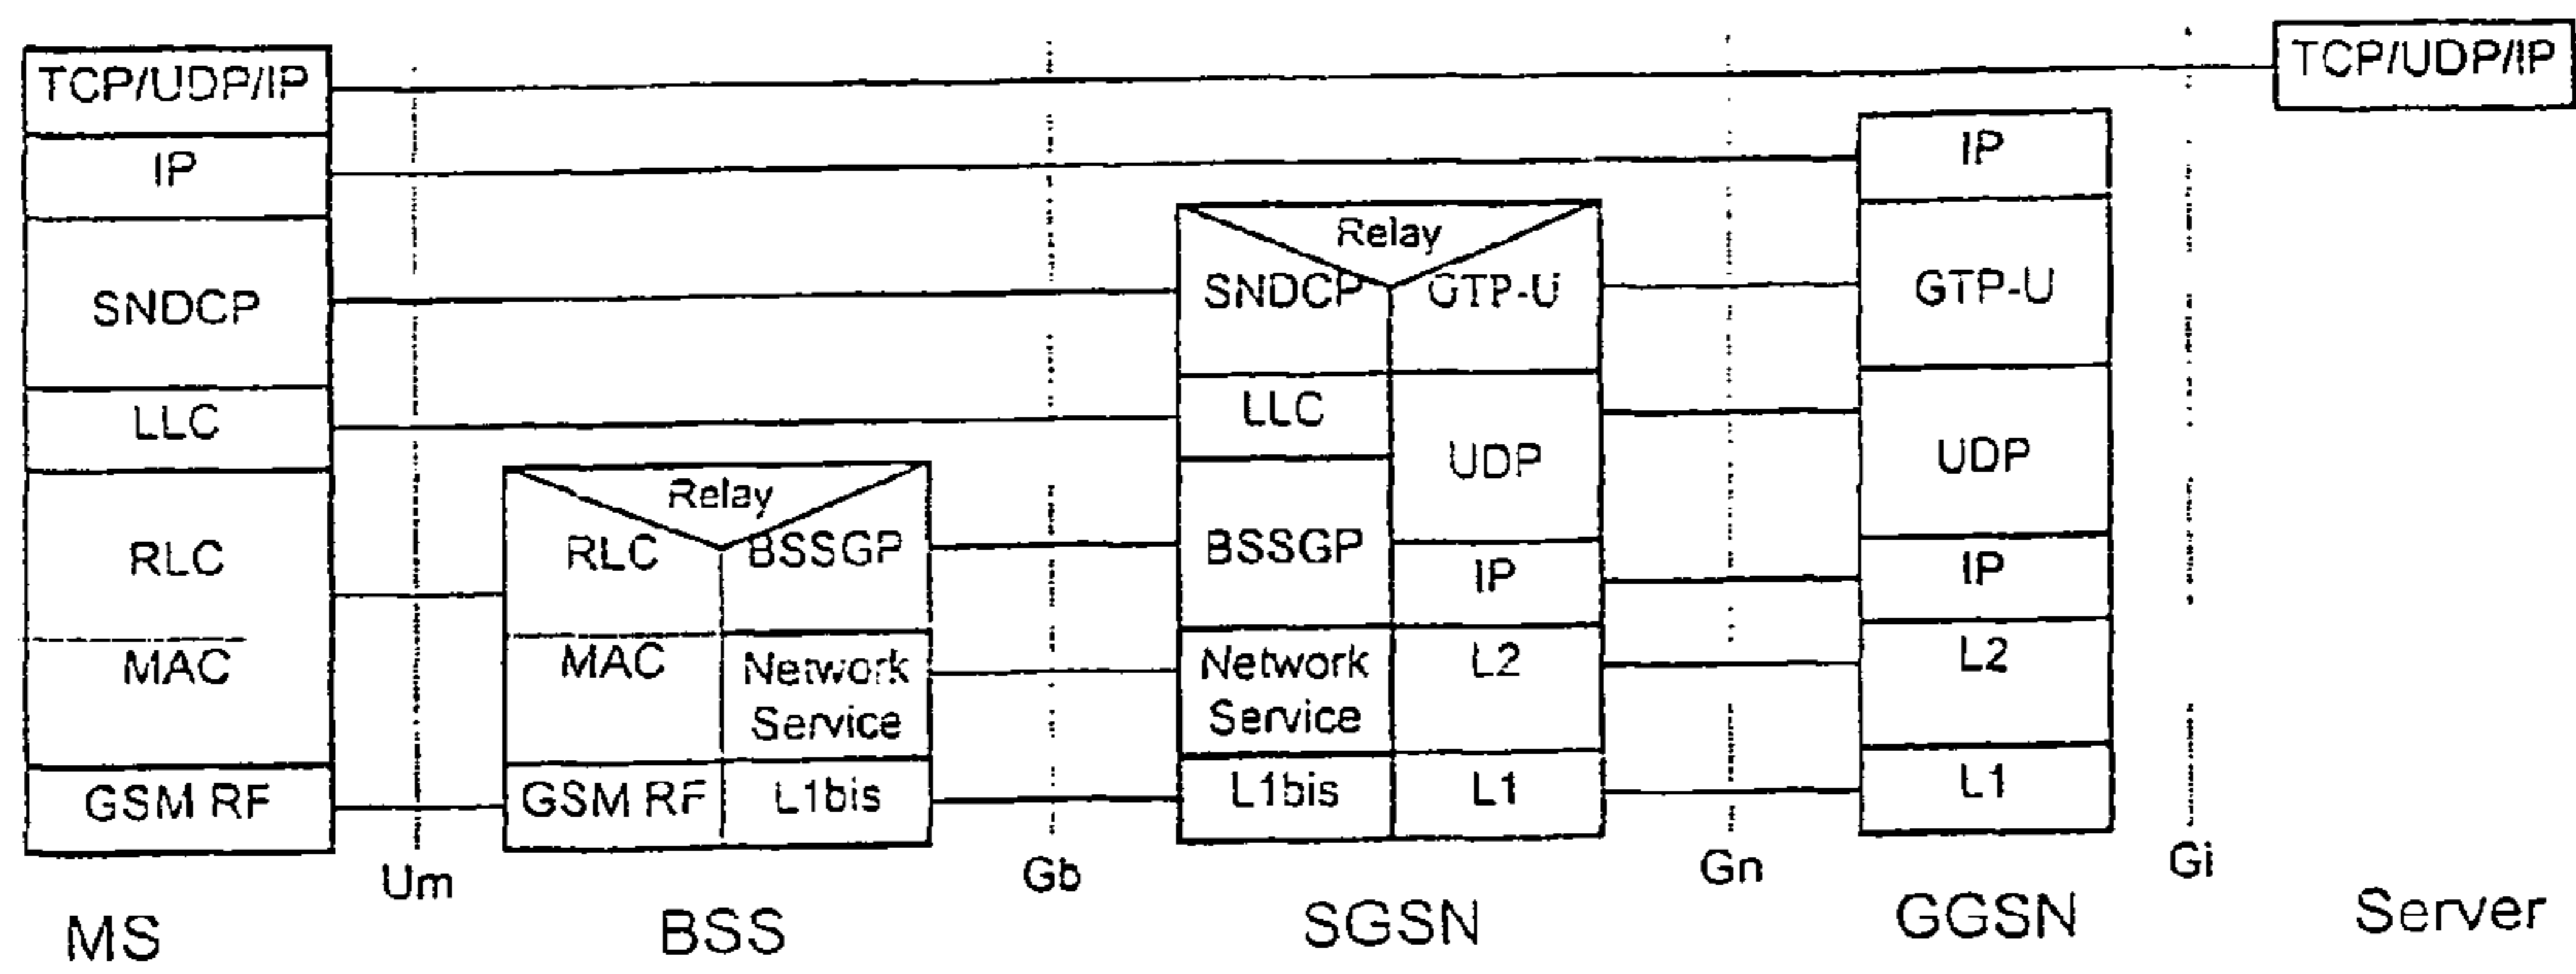 TCP/UDP/IP
IP
SNDCP
LLC
RLC
MAC
GSM RF
MS
Um
Relay
RLC
BSSGP
MAC
Network
Service
GSM RF
L1bis
BSS
Gb
Relay
SNDCP
GTP-U
LLC
UDP
BSSGP
IP
Network
Service
L2
L1bis
L1
SGSN
Gn
IP
GTP-U
UDP
IP
L2
L1
GGSN
Gi
TCP/UDP/IP
Server